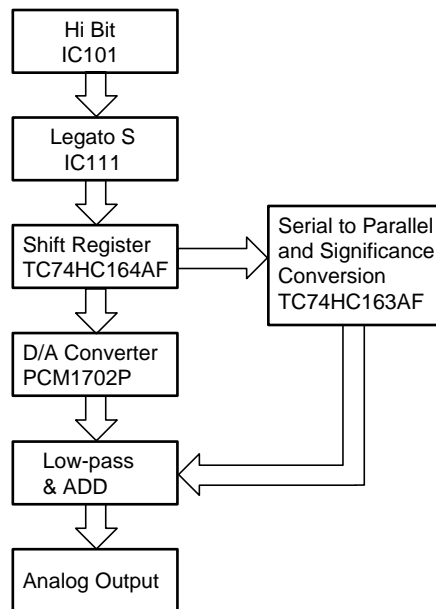 Hi Bit
IC101
Legato S
IC111
Shift Register
TC74HC164AF
Serial to Parallel
and Significance
Conversion
TC74HC163AF
D/A Converter
PCM1702P
Low-pass
& ADD
Analog Output